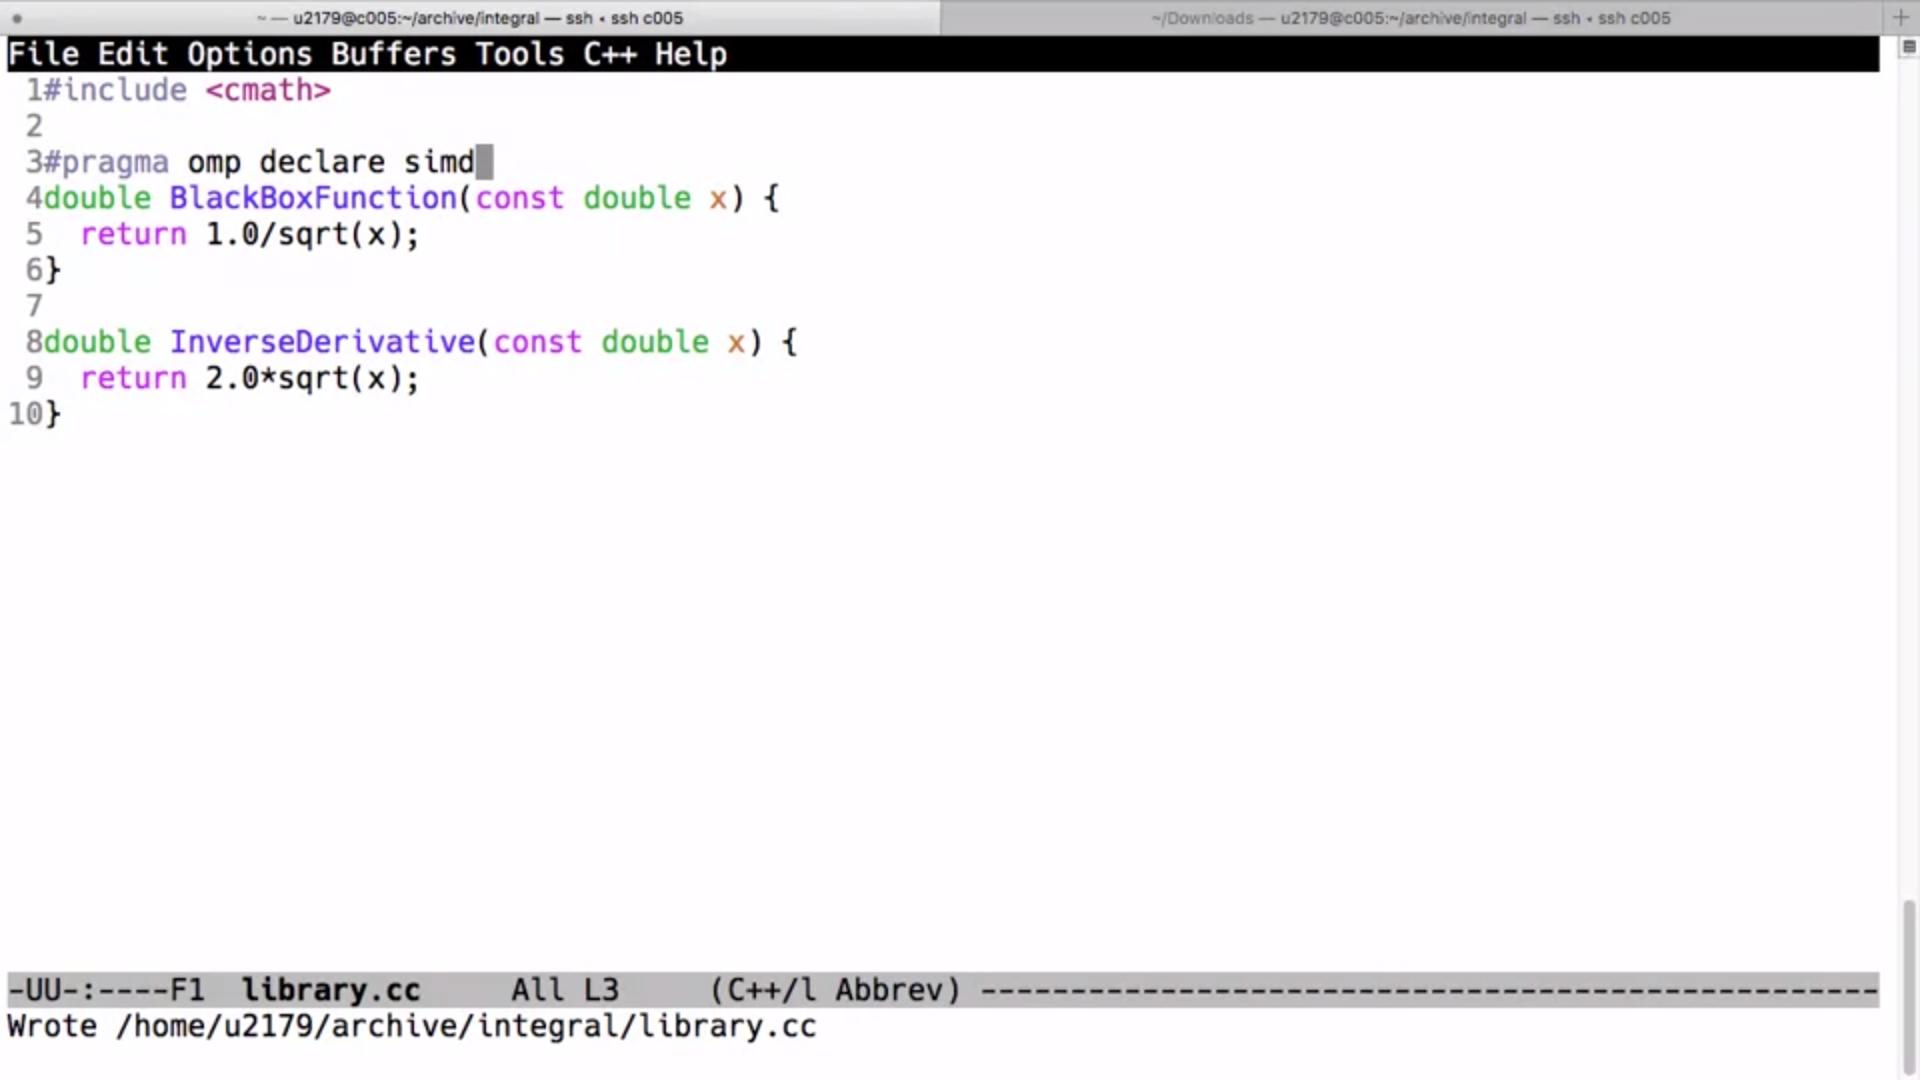 ~ — u2179@c005:~/archive/integral — ssh ◂ ssh c005
~/Downloads — u2179@c005:~/archive/integral — ssh ◂ ssh c005
File Edit Options Buffers Tools C++ Help
1#include <cmath>
2
3#pragma omp declare simd
4double BlackBoxFunction(const double x) {
5  return 1.0/sqrt(x);
6}
7
8double InverseDerivative(const double x) {
9  return 2.0*sqrt(x);
10}
-UU-:----F1  library.cc     All L3     (C++/l Abbrev) --------------------------------------------------
Wrote /home/u2179/archive/integral/library.cc